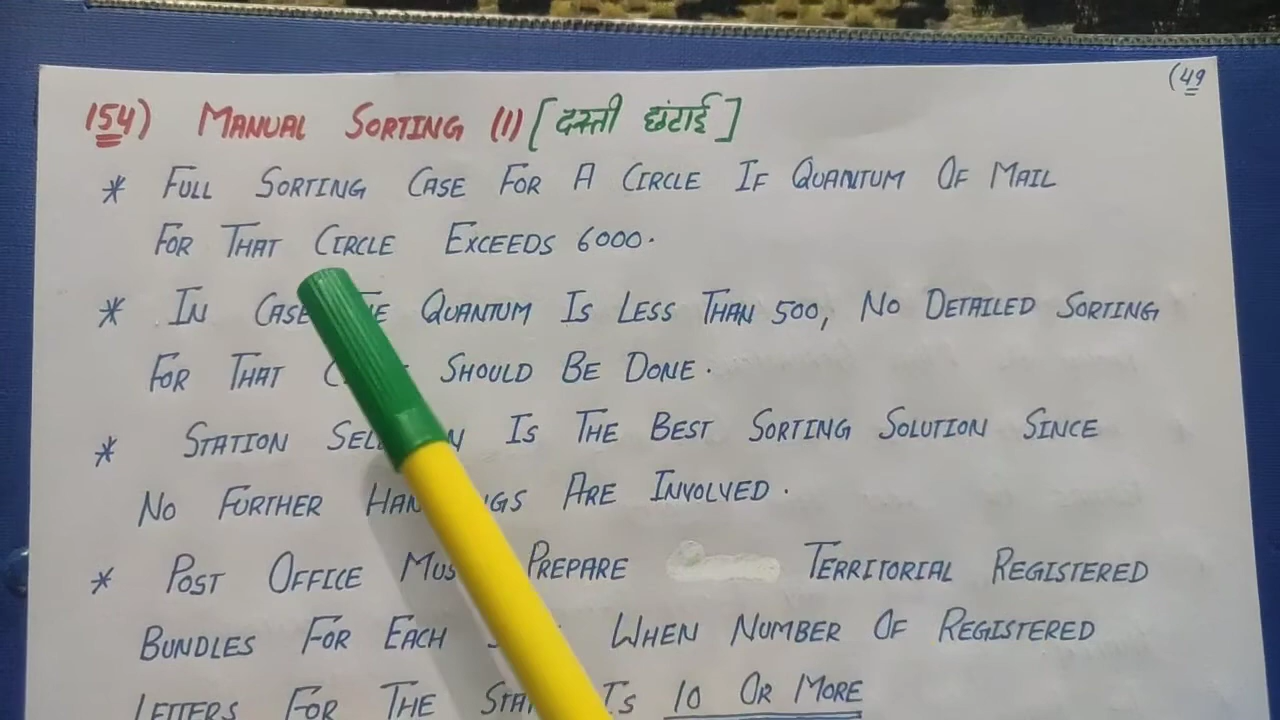 (49
154) MANUAL SORTING (1) [दस्ती छंटाई]
* FULL SORTING CASE FOR A CIRCLE IF QUANTUM OF MAIL
FOR THAT CIRCLE EXCEEDS 6000.
* IN CASE QUANTUM IS LESS THAN 500, NO DETAILED SORTING
FOR THAT SHOULD BE DONE.
* STATION IS THE BEST SORTING SOLUTION SINCE
NO FURTHER ARE INVOLVED.
* POST OFFICE PREPARE TERRITORIAL REGISTERED
BUNDLES FOR EACH WHEN NUMBER OF REGISTERED
LETTERS FOR THE IS 10 OR MORE